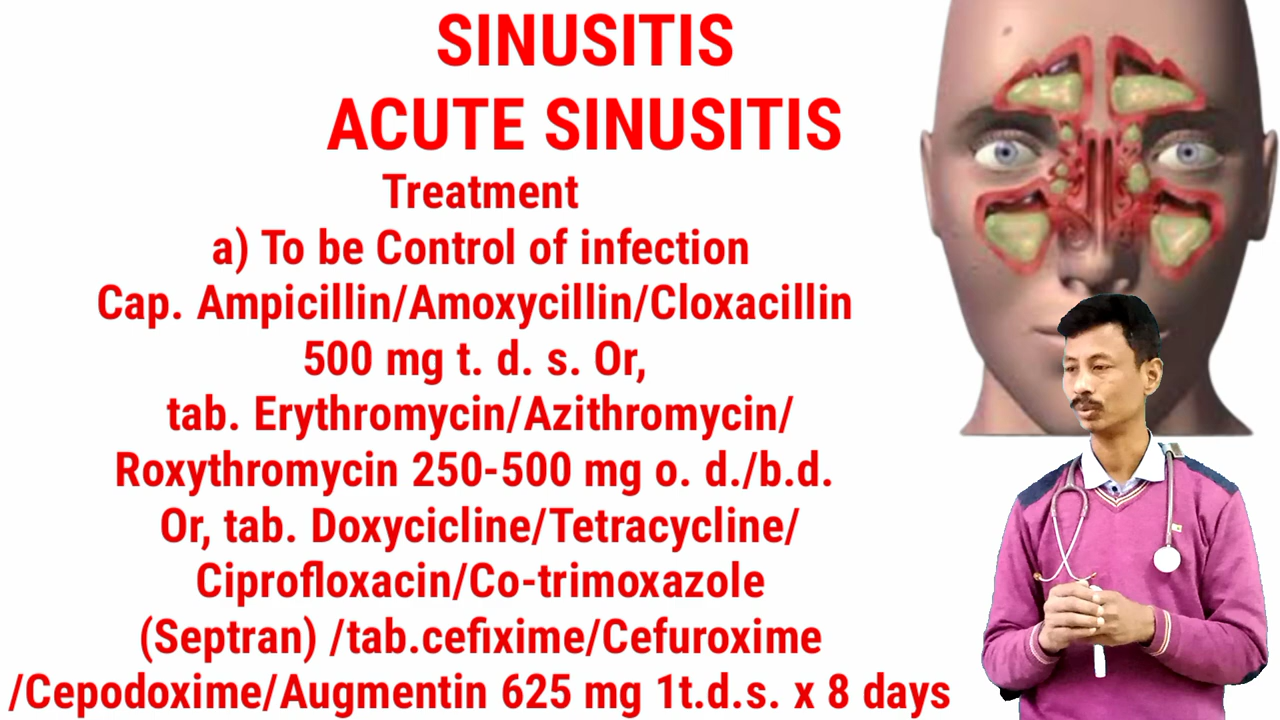 SINUSITIS
ACUTE SINUSITIS
Treatment
a) To be Control of infection
Cap. Ampicillin/Amoxycillin/Cloxacillin
500 mg t. d. s. Or,
tab. Erythromycin/Azithromycin/
Roxythromycin 250-500 mg o. d./b.d.
Or, tab. Doxycicline/Tetracycline/
Ciprofloxacin/Co-trimoxazole
(Septran) /tab.cefixime/Cefuroxime
/Cepodoxime/Augmentin 625 mg 1t.d.s. x 8 days